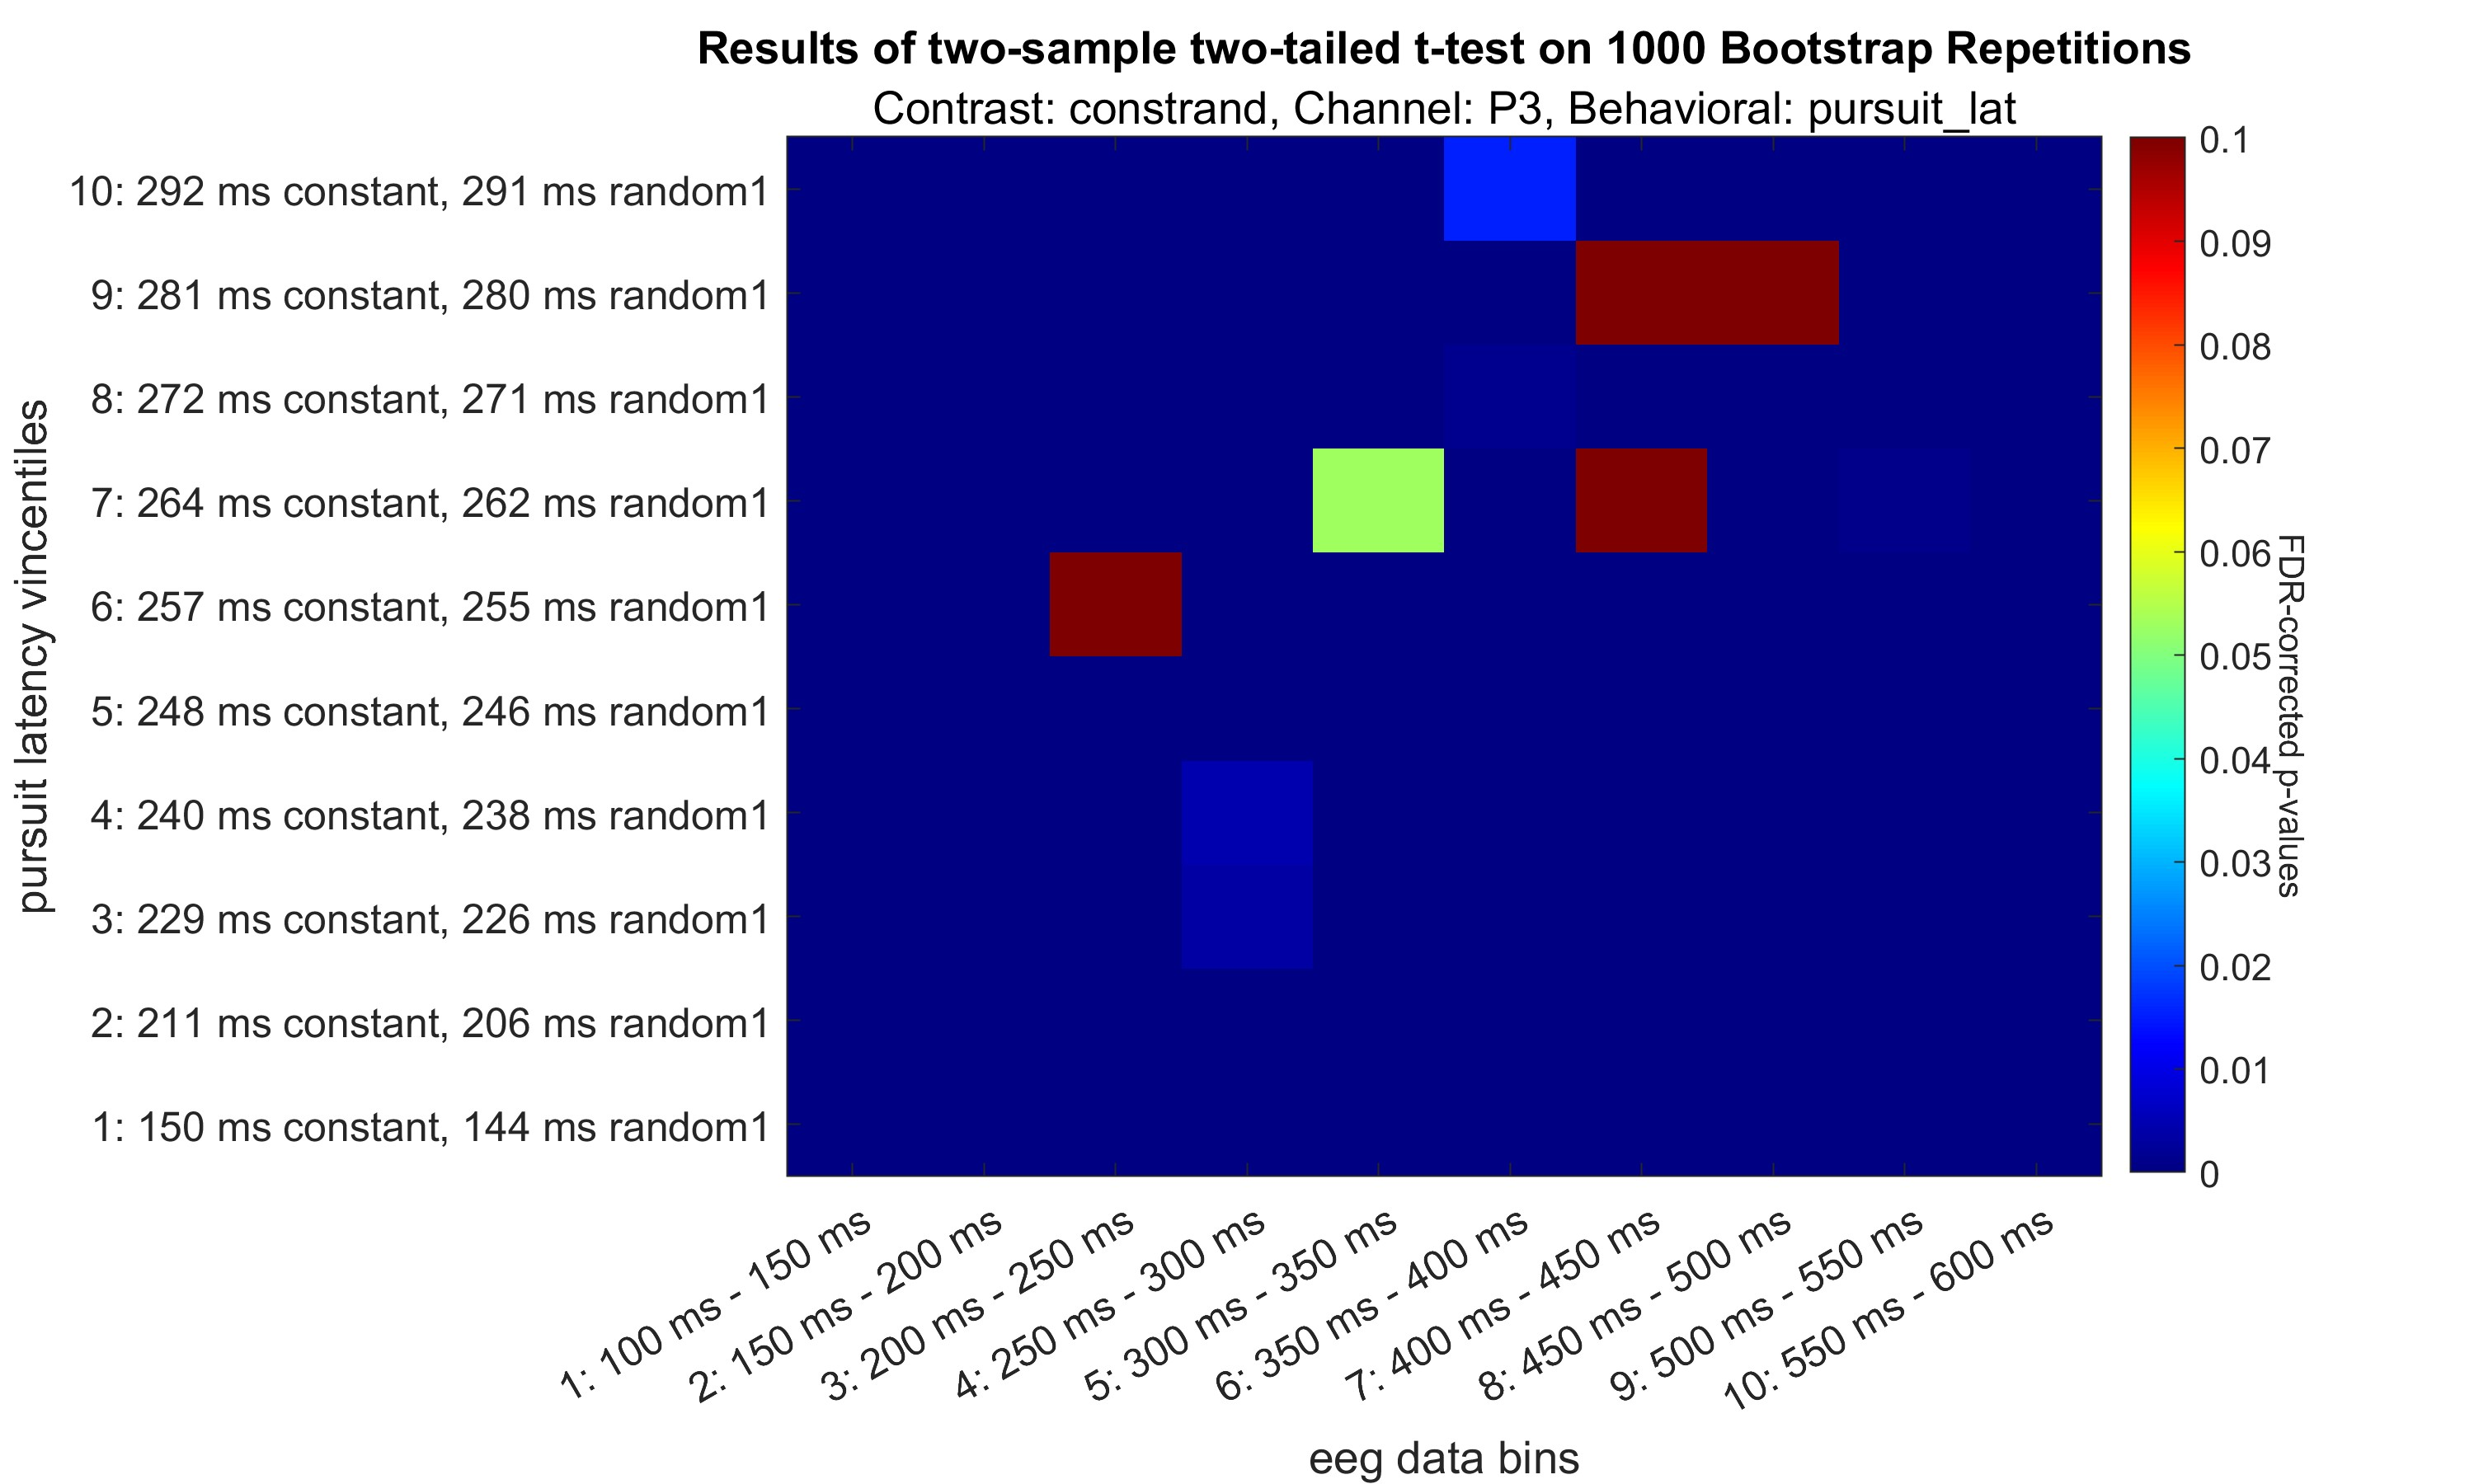 Results of two-sample two-tailed t-test on 1000 Bootstrap Repetitions
Contrast: constrand, Channel: P3, Behavioral: pursuit_lat
pursuit latency vincentiles
10: 292 ms constant, 291 ms random1
9: 281 ms constant, 280 ms random1
8: 272 ms constant, 271 ms random1
7: 264 ms constant, 262 ms random1
6: 257 ms constant, 255 ms random1
5: 248 ms constant, 246 ms random1
4: 240 ms constant, 238 ms random1
3: 229 ms constant, 226 ms random1
2: 211 ms constant, 206 ms random1
1: 150 ms constant, 144 ms random1
0.1
0.09
0.08
0.07
0.06
0.05
0.04
0.03
0.02
0.01
0
FDR-corrected p-values
1: 100 ms - 150 ms
2: 150 ms - 200 ms
3: 200 ms - 250 ms
4: 250 ms - 300 ms
5: 300 ms - 350 ms
6: 350 ms - 400 ms
7: 400 ms - 450 ms
8: 450 ms - 500 ms
9: 500 ms - 550 ms
10: 550 ms - 600 ms
eeg data bins